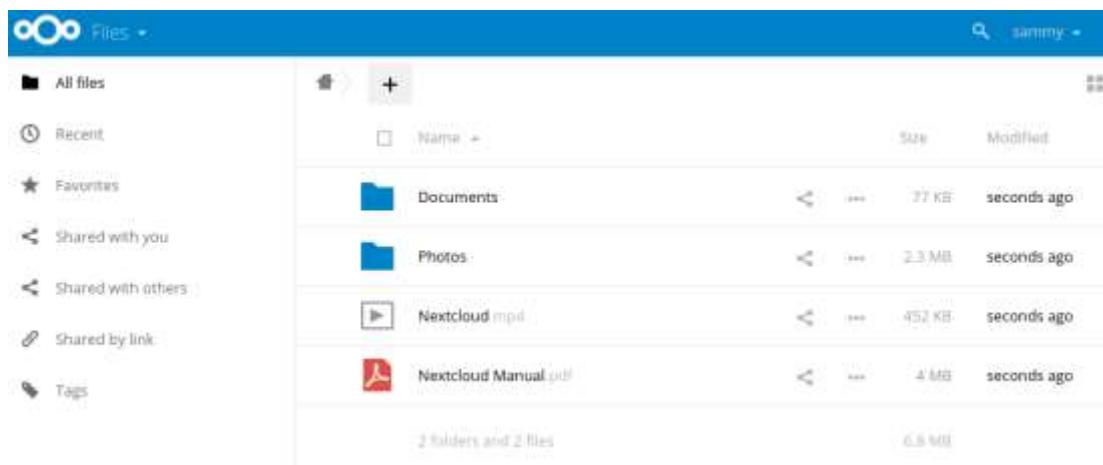 Files
sammy
All files
Recent
Favorites
Shared with you
Shared with others
Shared by link
Tags
Name Size Modified
Documents 77 KB seconds ago
Photos 2.3 MB seconds ago
Nextcloud.mp4 452 KB seconds ago
Nextcloud Manual.pdf 4 MB seconds ago
2 folders and 2 files 6.8 MB